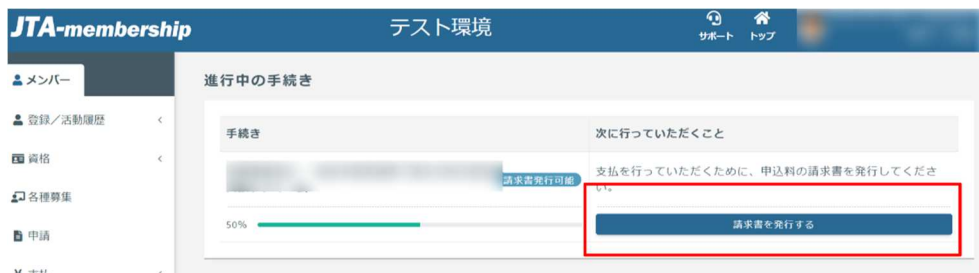 JTA-membership
テスト環境
サポート
トップ
メンバー
進行中の手続き
登録／活動履歴
手続き
次に行っていただくこと
資格
請求書発行可能
支払を行っていただくために、申込料の請求書を発行してくださ
い。
各種募集
50%
請求書を発行する
申請